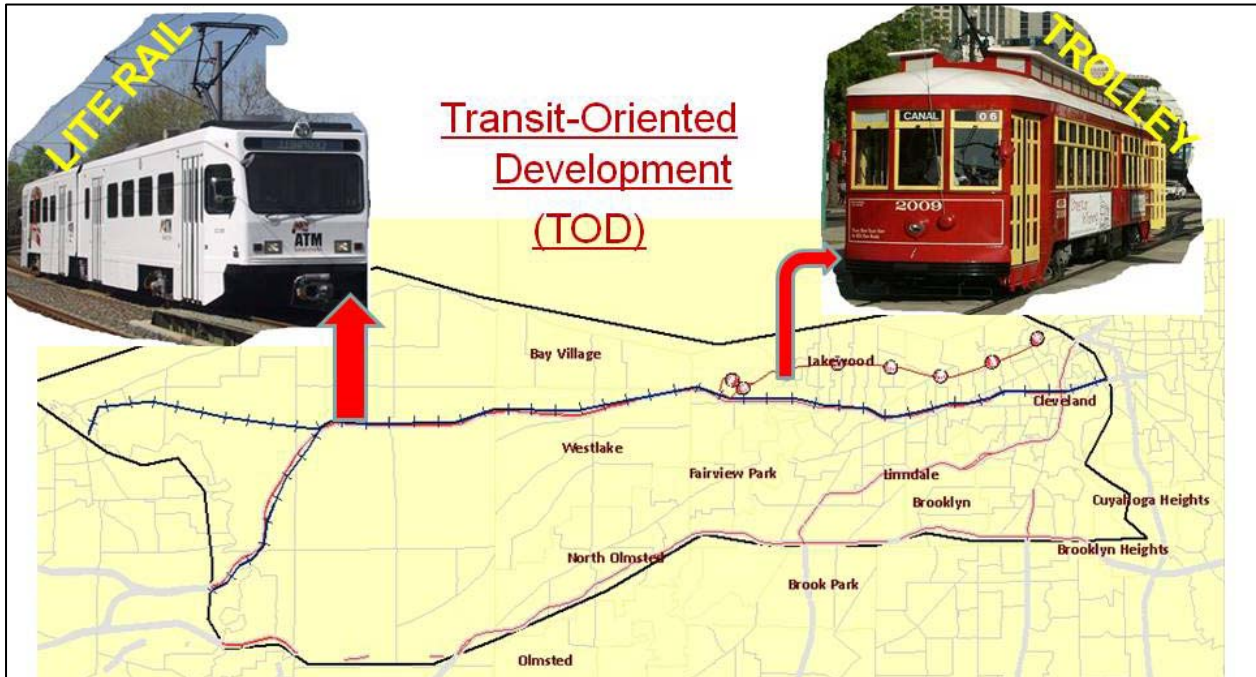 LITE RAIL
Transit-Oriented
Development
(TOD)
TROLLEY
CANAL
06
2009
ATM
Bay Village
Lakewood
Cleveland
Westlake
Fairview Park
Linndale
Brooklyn
Cuyahoga Heights
North Olmsted
Brooklyn Heights
Brook Park
Olmsted